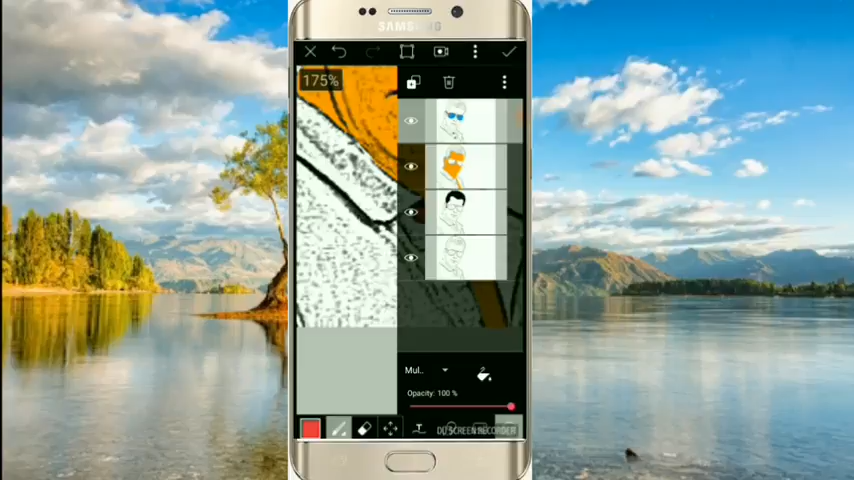 SAMSUNG
175%
Mul..
Opacity: 100 %
DU SCREEN RECORDER